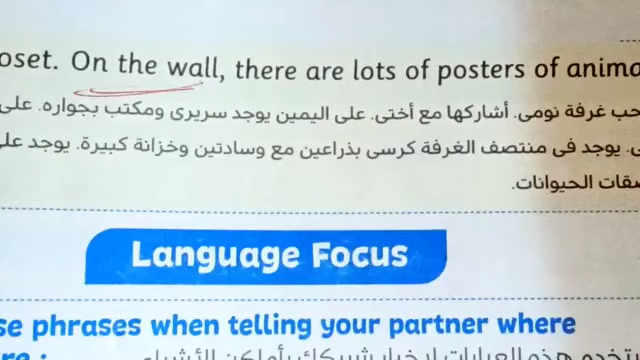 oset. On the wall, there are lots of posters of anima
حب غرفة نومى. أشاركها مع أختى. على اليمين يوجد سريرى ومكتب بجواره. على
ى. يوجد فى منتصف الغرفة كرسى بذراعين مع وسادتين وخزانة كبيرة. يوجد على
صقات الحيوانات.
Language Focus
se phrases when telling your partner where
re :